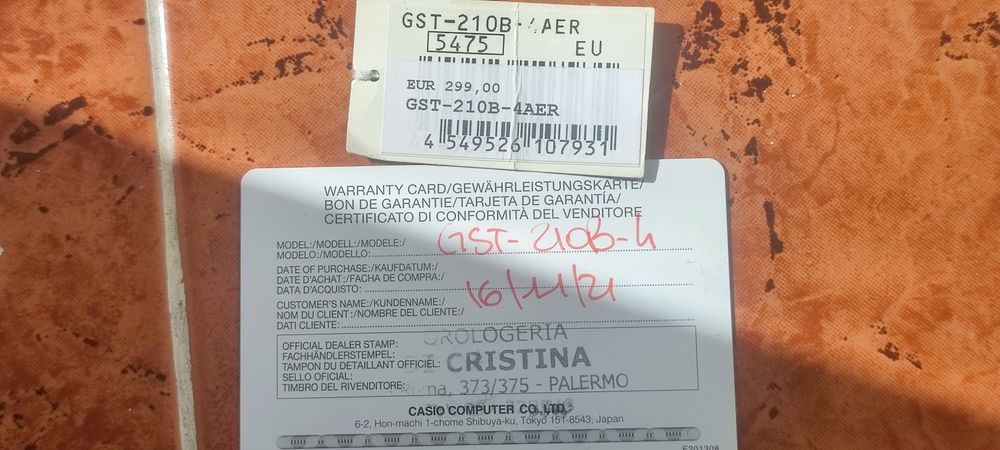 GST-210B-4AER
5475
EU
EUR 299,00
GST-210B-4AER
4 549526 107931
WARRANTY CARD/GEWÄHRLEISTUNGSKARTE/
BON DE GARANTIE/TARJETA DE GARANTÍA/
CERTIFICATO DI CONFORMITÀ DEL VENDITORE
MODEL:/MODELL:/MODELE:/
MODELO:/MODELLO: GST-210B-4
DATE OF PURCHASE:/KAUFDATUM:/
DATE D'ACHAT:/FACHA DE COMPRA:/
DATA D'ACQUISTO: 16/11/21
CUSTOMER'S NAME:/KUNDENNAME:/
NOM DU CLIENT:/NOMBRE DEL CLIENTE:/
DATI CLIENTE:
OFFICIAL DEALER STAMP:
FACHHÄNDLERSTEMPEL:
TAMPON DU DETAILLANT OFFICIEL:
SELLO OFICIAL:
TIMBRO DEL RIVENDITORE:
OROLOGERIA
DI CRISTINA
Roma, 373/375 - PALERMO
CASIO COMPUTER CO.,LTD.
6-2, Hon-machi 1-chome Shibuya-ku, Tokyo 151-8543, Japan